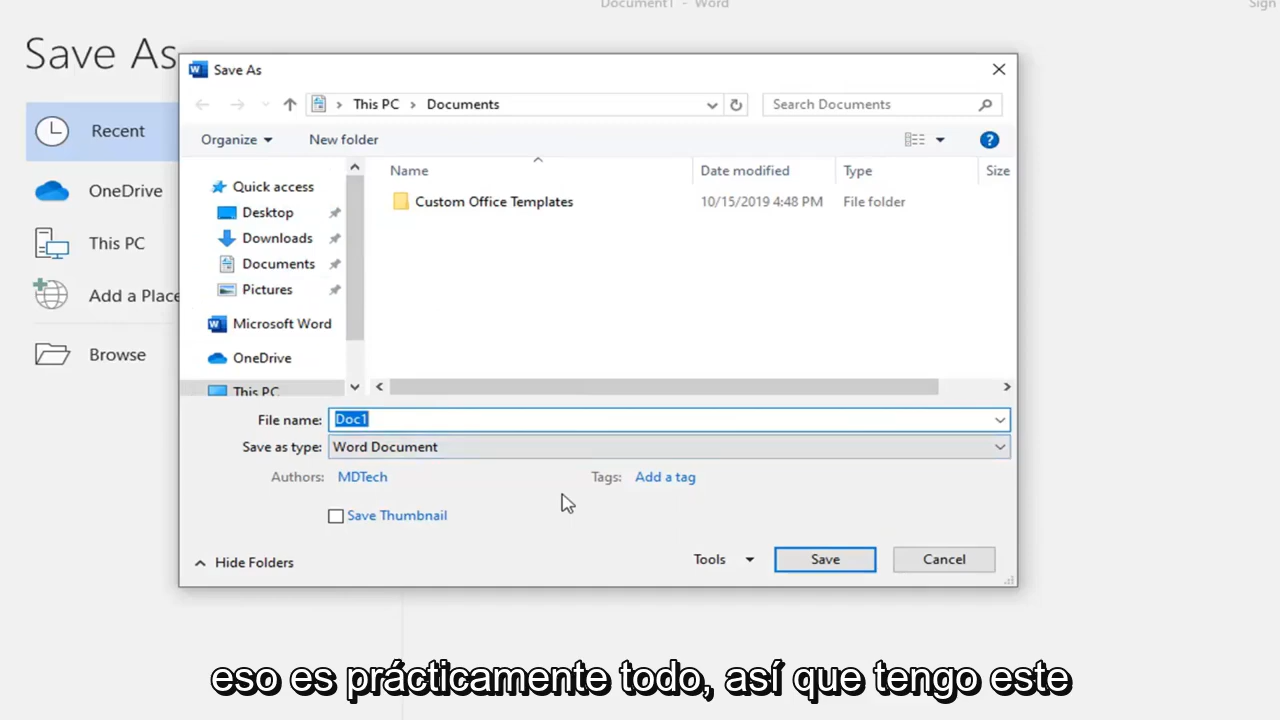 Document1 - Word
Sign
Save As
Save As
This PC
Documents
Search Documents
Recent
Organize
New folder
Name
Date modified
Type
Size
Quick access
OneDrive
Custom Office Templates
10/15/2019 4:48 PM
File folder
Desktop
Downloads
This PC
Documents
Pictures
Add a Place
Microsoft Word
Browse
OneDrive
This PC
File name: Doc1
Save as type: Word Document
Authors: MDTech
Tags: Add a tag
Save Thumbnail
Hide Folders
Tools
Save
Cancel
eso es prácticamente todo, así que tengo este